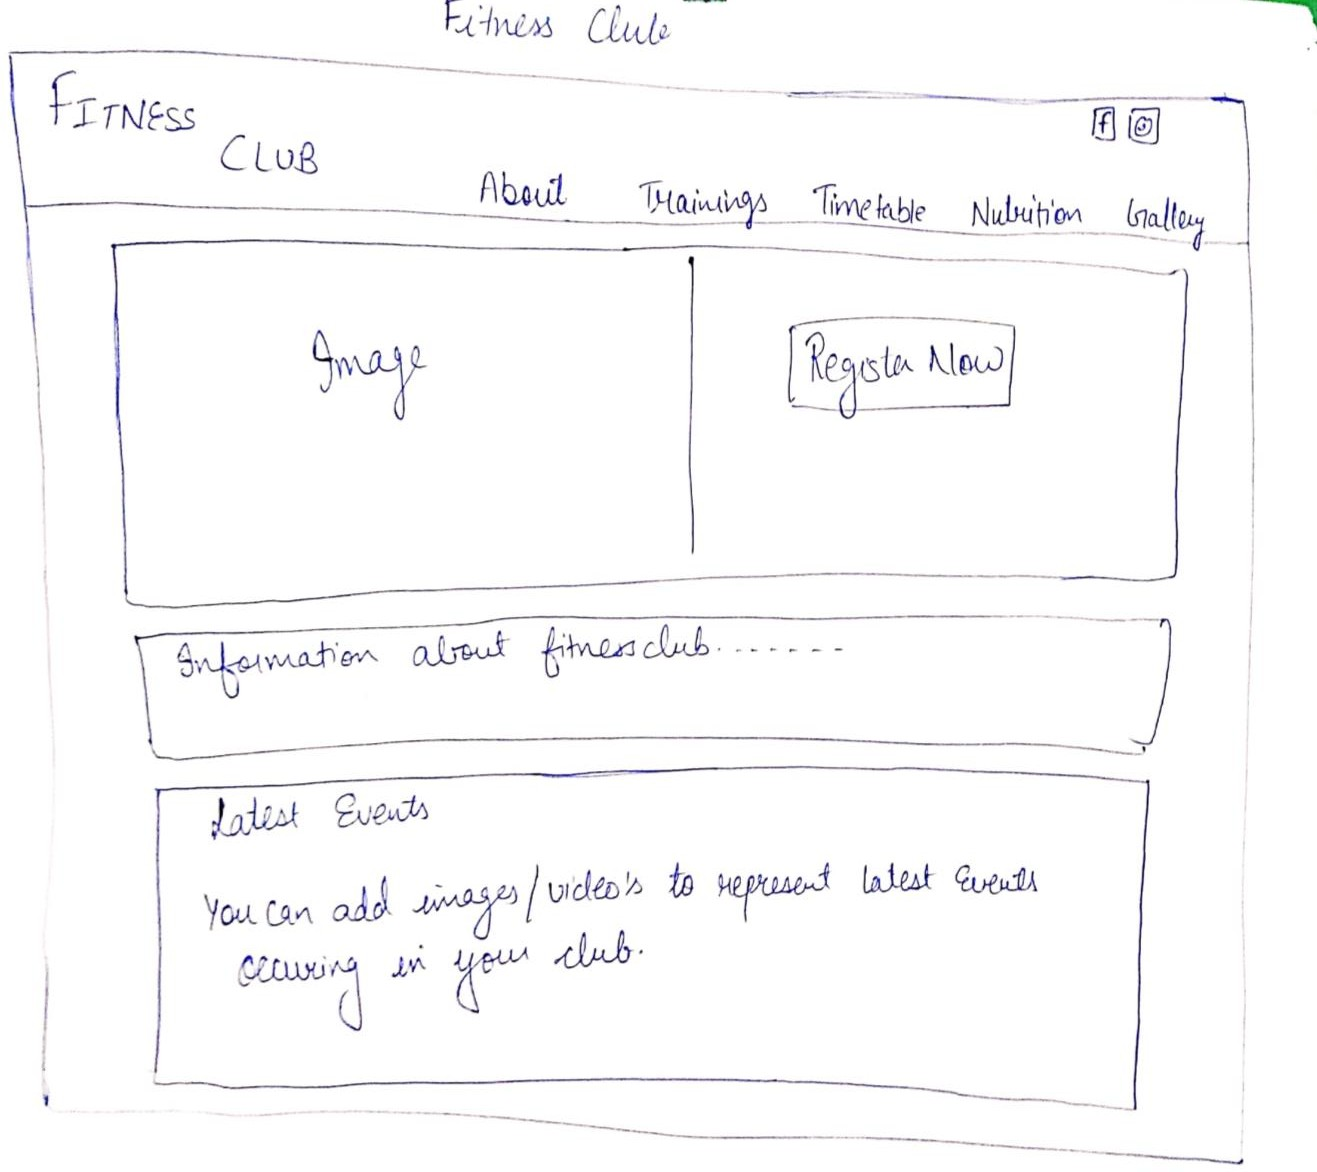 Fitness Club
FITNESS
CLUB
f
About Trainings Timetable Nutrition Gallery
Image
Register Now
Information about fitness club.......
Latest Events
You can add images/video's to represent latest Events
occuring in your club.